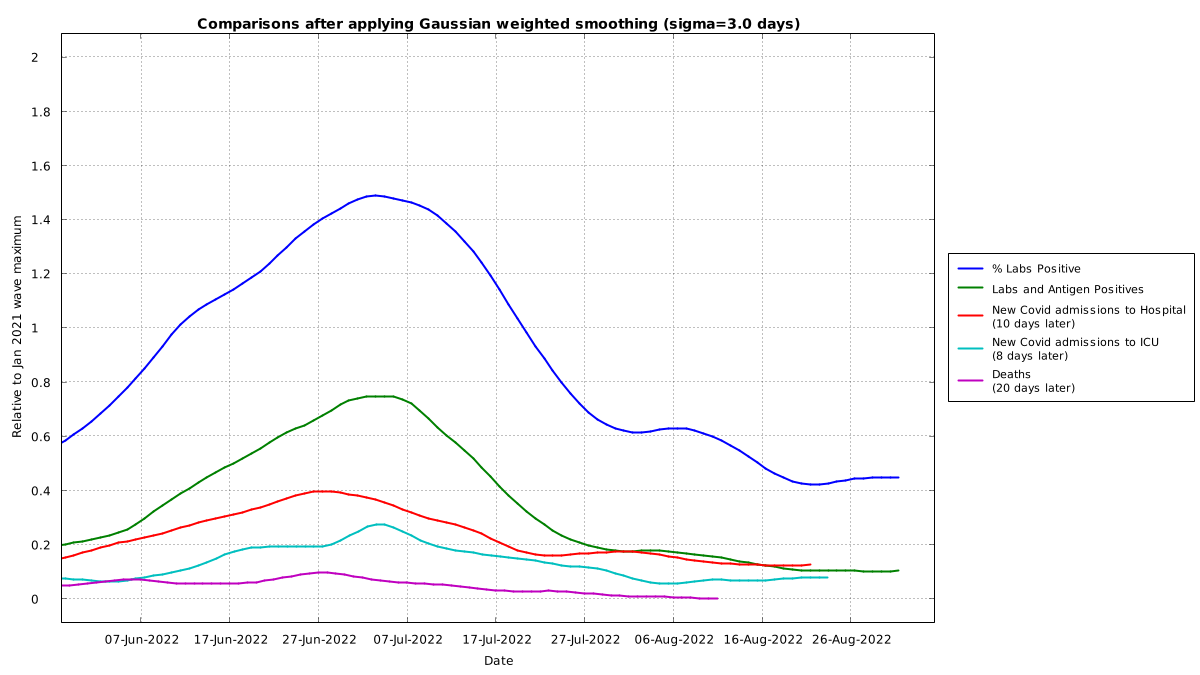 Comparisons after applying Gaussian weighted smoothing (sigma=3.0 days)
2
1.8
1.6
1.4
1.2
1
0.8
0.6
0.4
0.2
0
Relative to Jan 2021 wave maximum
07-Jun-2022 17-Jun-2022 27-Jun-2022 07-Jul-2022 17-Jul-2022 27-Jul-2022 06-Aug-2022 16-Aug-2022 26-Aug-2022
Date
% Labs Positive
Labs and Antigen Positives
New Covid admissions to Hospital
(10 days later)
New Covid admissions to ICU
(8 days later)
Deaths
(20 days later)